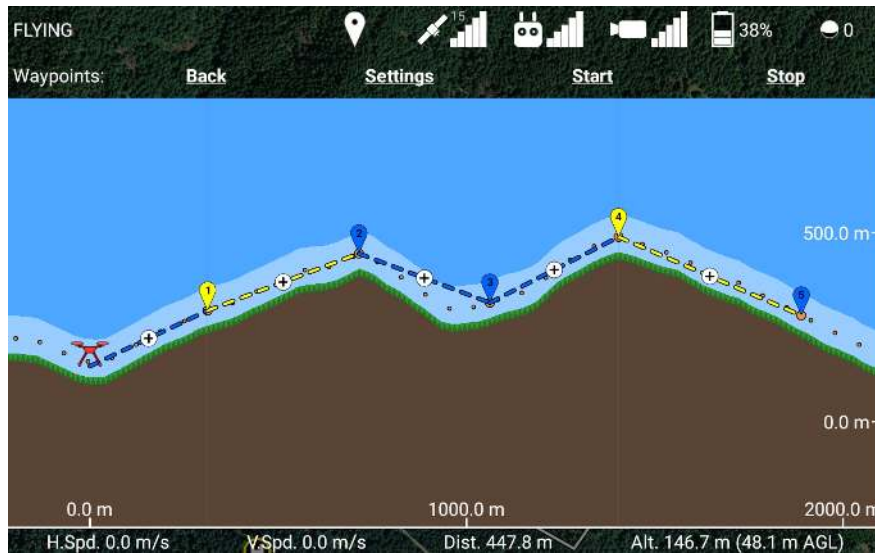 FLYING 15 38% 0
Waypoints: Back Settings Start Stop
4
500.0 m
2
1
3
5
0.0 m
0.0 m 1000.0 m 2000.0 m
H.Spd. 0.0 m/s V.Spd. 0.0 m/s Dist. 447.8 m Alt. 146.7 m (48.1 m AGL)